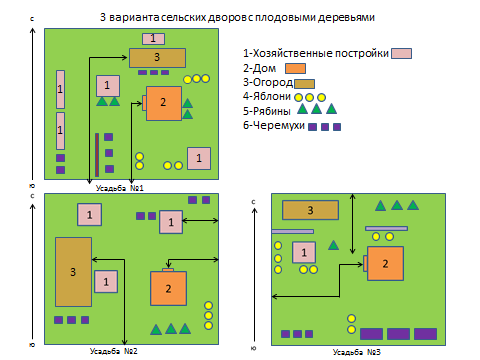 3 варианта сельских дворов с плодовыми деревьями
с
1
3
1
1
2
1
1
ю
Усадьба №1
1-Хозяйственные постройки
2-Дом
3-Огород
4-Яблони
5-Рябины
6-Черемухи
с
1
1
3
1
2
ю
Усадьба №2
с
3
1
2
ю
Усадьба №3